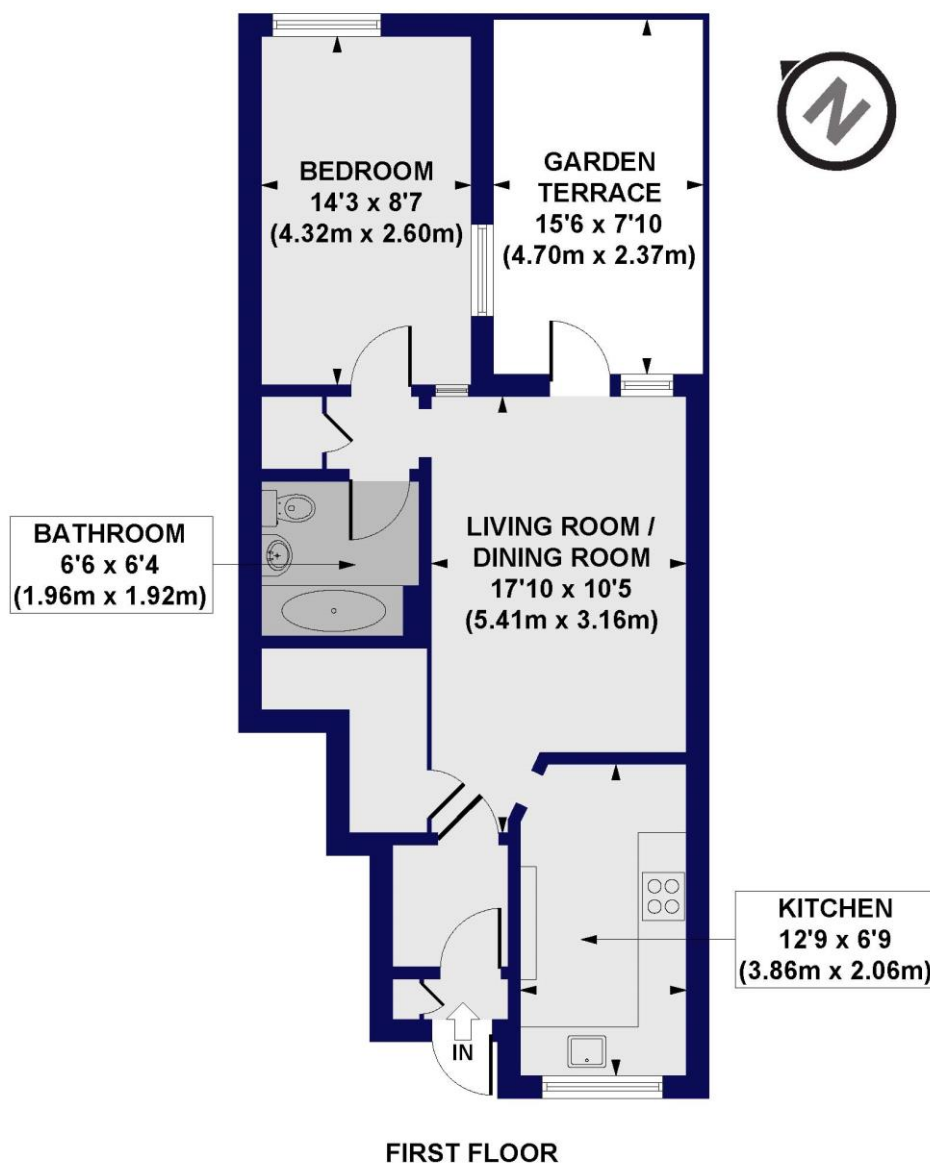 BEDROOM
14'3 x 8'7
(4.32m x 2.60m)
GARDEN
TERRACE
15'6 x 7'10
(4.70m x 2.37m)
N
BATHROOM
6'6 x 6'4
(1.96m x 1.92m)
LIVING ROOM /
DINING ROOM
17'10 x 10'5
(5.41m x 3.16m)
KITCHEN
12'9 x 6'9
(3.86m x 2.06m)
IN
FIRST FLOOR